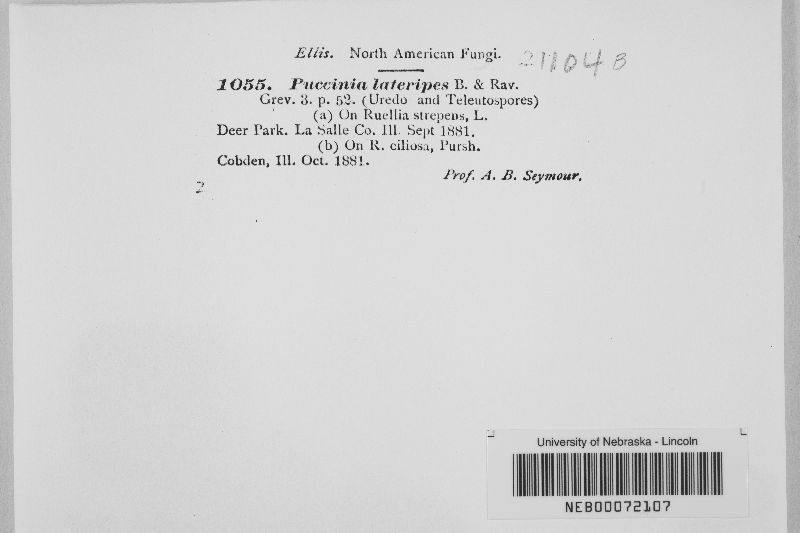 Ellis. North American Fungi. 211048
1055. Puccinia lateripes B. & Rav.
Grev. 3. p. 52. (Uredo and Teleutospores)
(a) On Ruellia strepens, L.
Deer Park. La Salle Co. Ill. Sept 1881.
(b) On R. ciliosa, Pursh.
Cobden, Ill. Oct. 1881.
Prof. A. B. Seymour.
2
University of Nebraska - Lincoln
NEB00072107